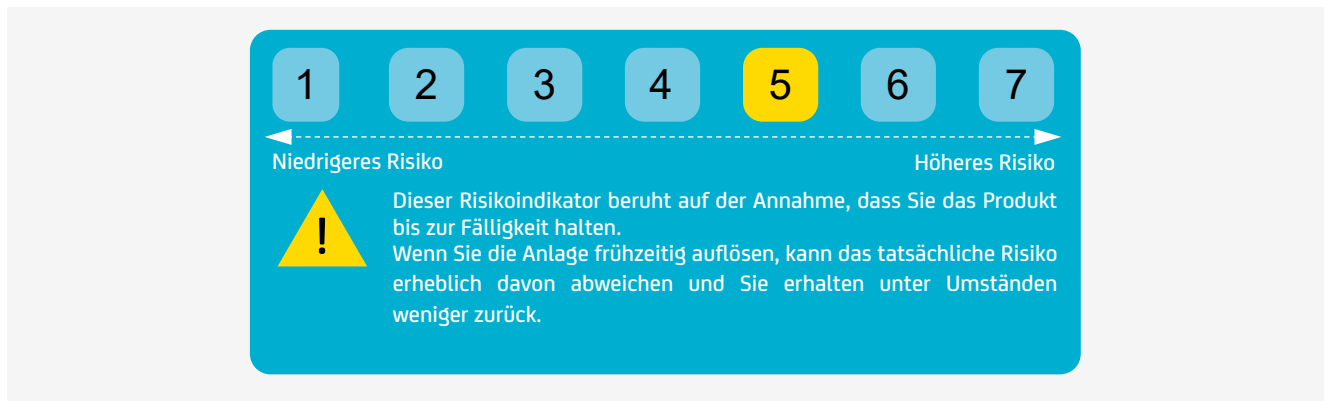 1 2 3 4 5 6 7
Niedrigeres Risiko Höheres Risiko
! Dieser Risikoindikator beruht auf der Annahme, dass Sie das Produkt
bis zur Fälligkeit halten.
Wenn Sie die Anlage frühzeitig auflösen, kann das tatsächliche Risiko
erheblich davon abweichen und Sie erhalten unter Umständen
weniger zurück.